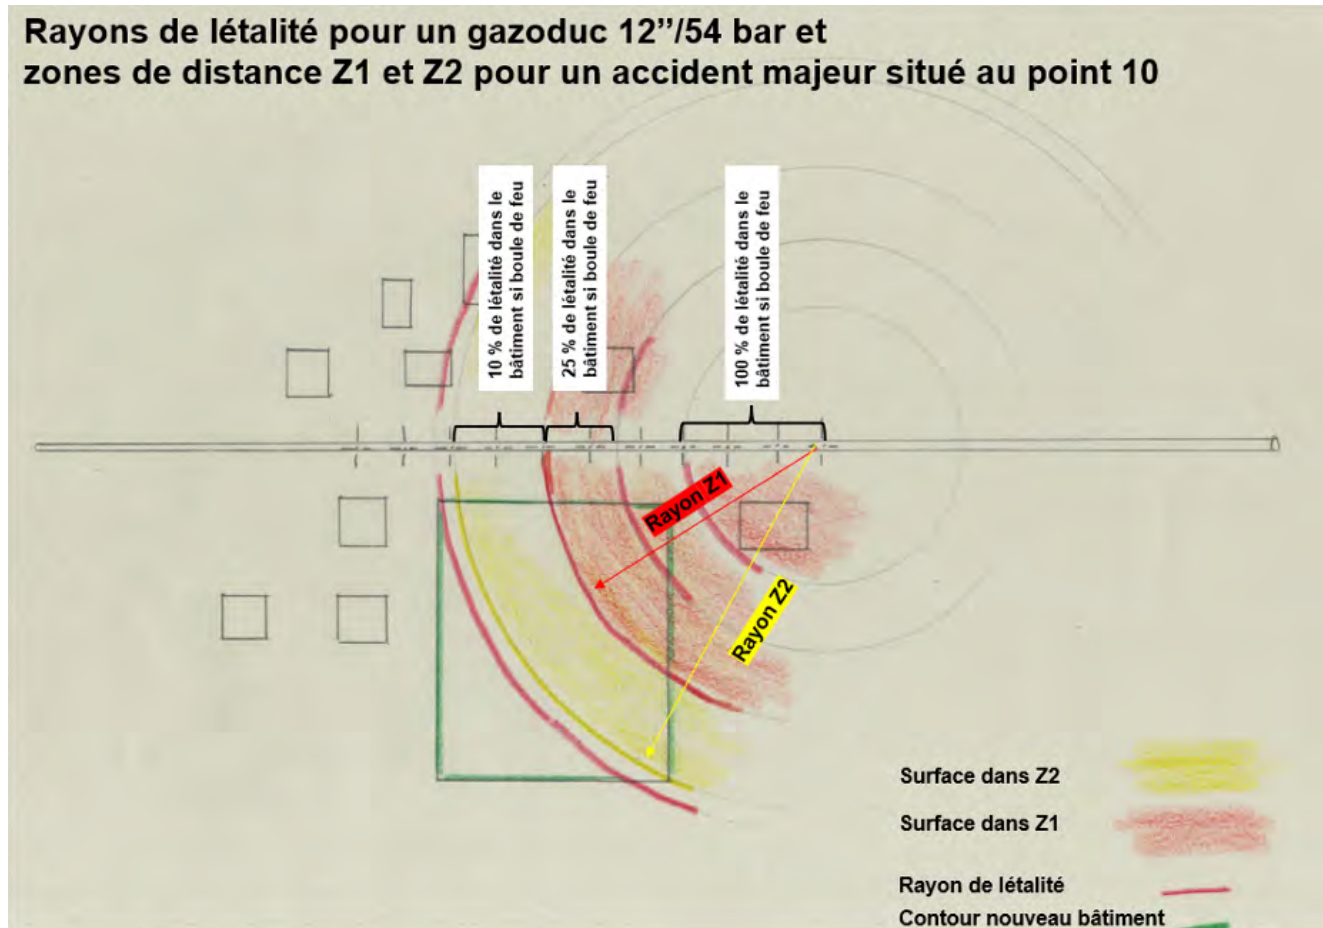 Rayons de létalité pour un gazoduc 12”/54 bar et
zones de distance Z1 et Z2 pour un accident majeur situé au point 10
10 % de létalité dans le
bâtiment si boule de feu
25 % de létalité dans le
bâtiment si boule de feu
100 % de létalité dans le
bâtiment si boule de feu
Rayon Z1
Rayon Z2
Surface dans Z2
Surface dans Z1
Rayon de létalité
Contour nouveau bâtiment